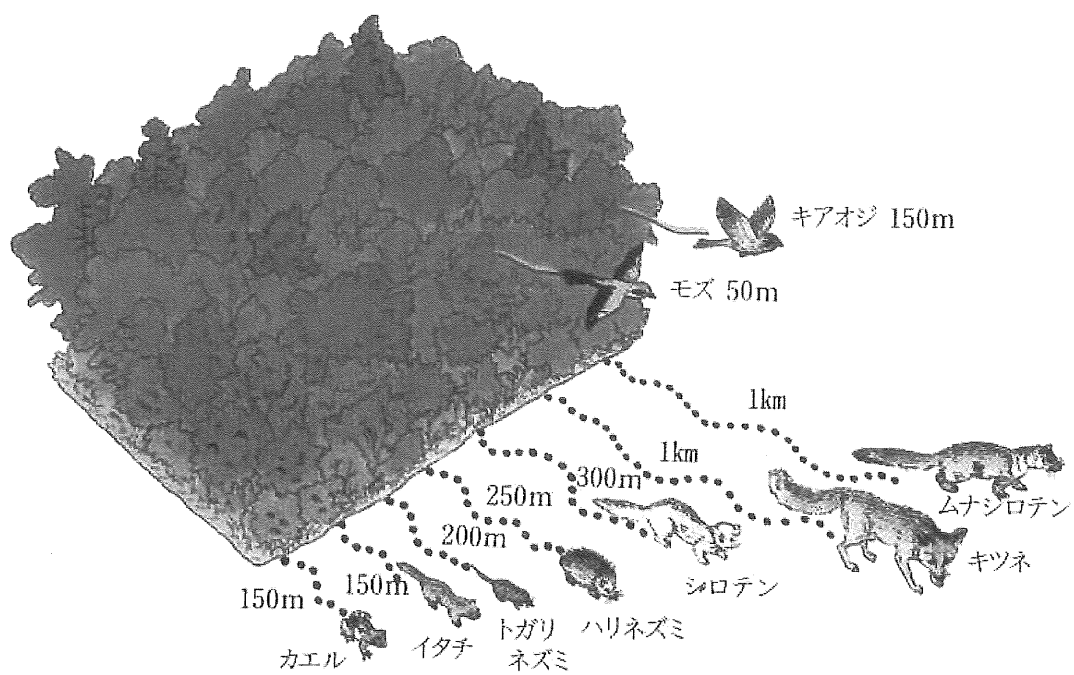 キアオジ 150m
モズ 50m
1km
1km
300m
250m
200m
150m
150m
ムナシロテン
キツネ
シロテン
ハリネズミ
トガリ
ネズミ
イタチ
カエル